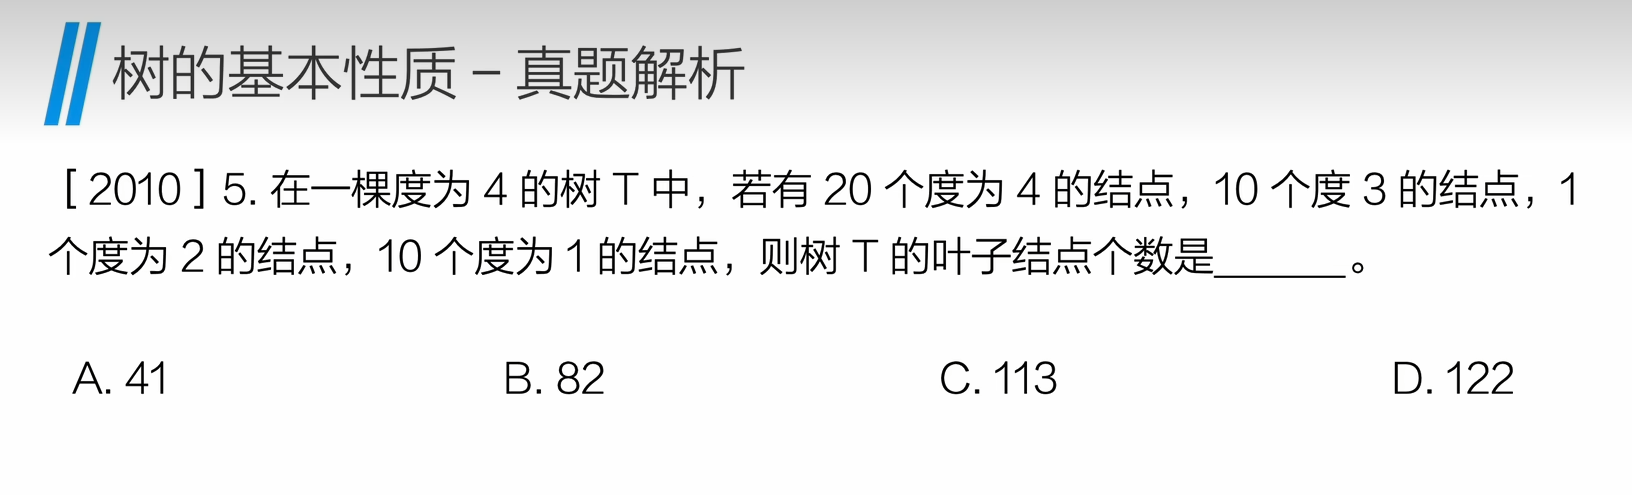 树的基本性质 – 真题解析
[ 2010 ] 5. 在一棵度为 4 的树 T 中，若有 20 个度为 4 的结点，10 个度 3 的结点，1
个度为 2 的结点，10 个度为 1 的结点，则树 T 的叶子结点个数是______。
A. 41 B. 82 C. 113 D. 122